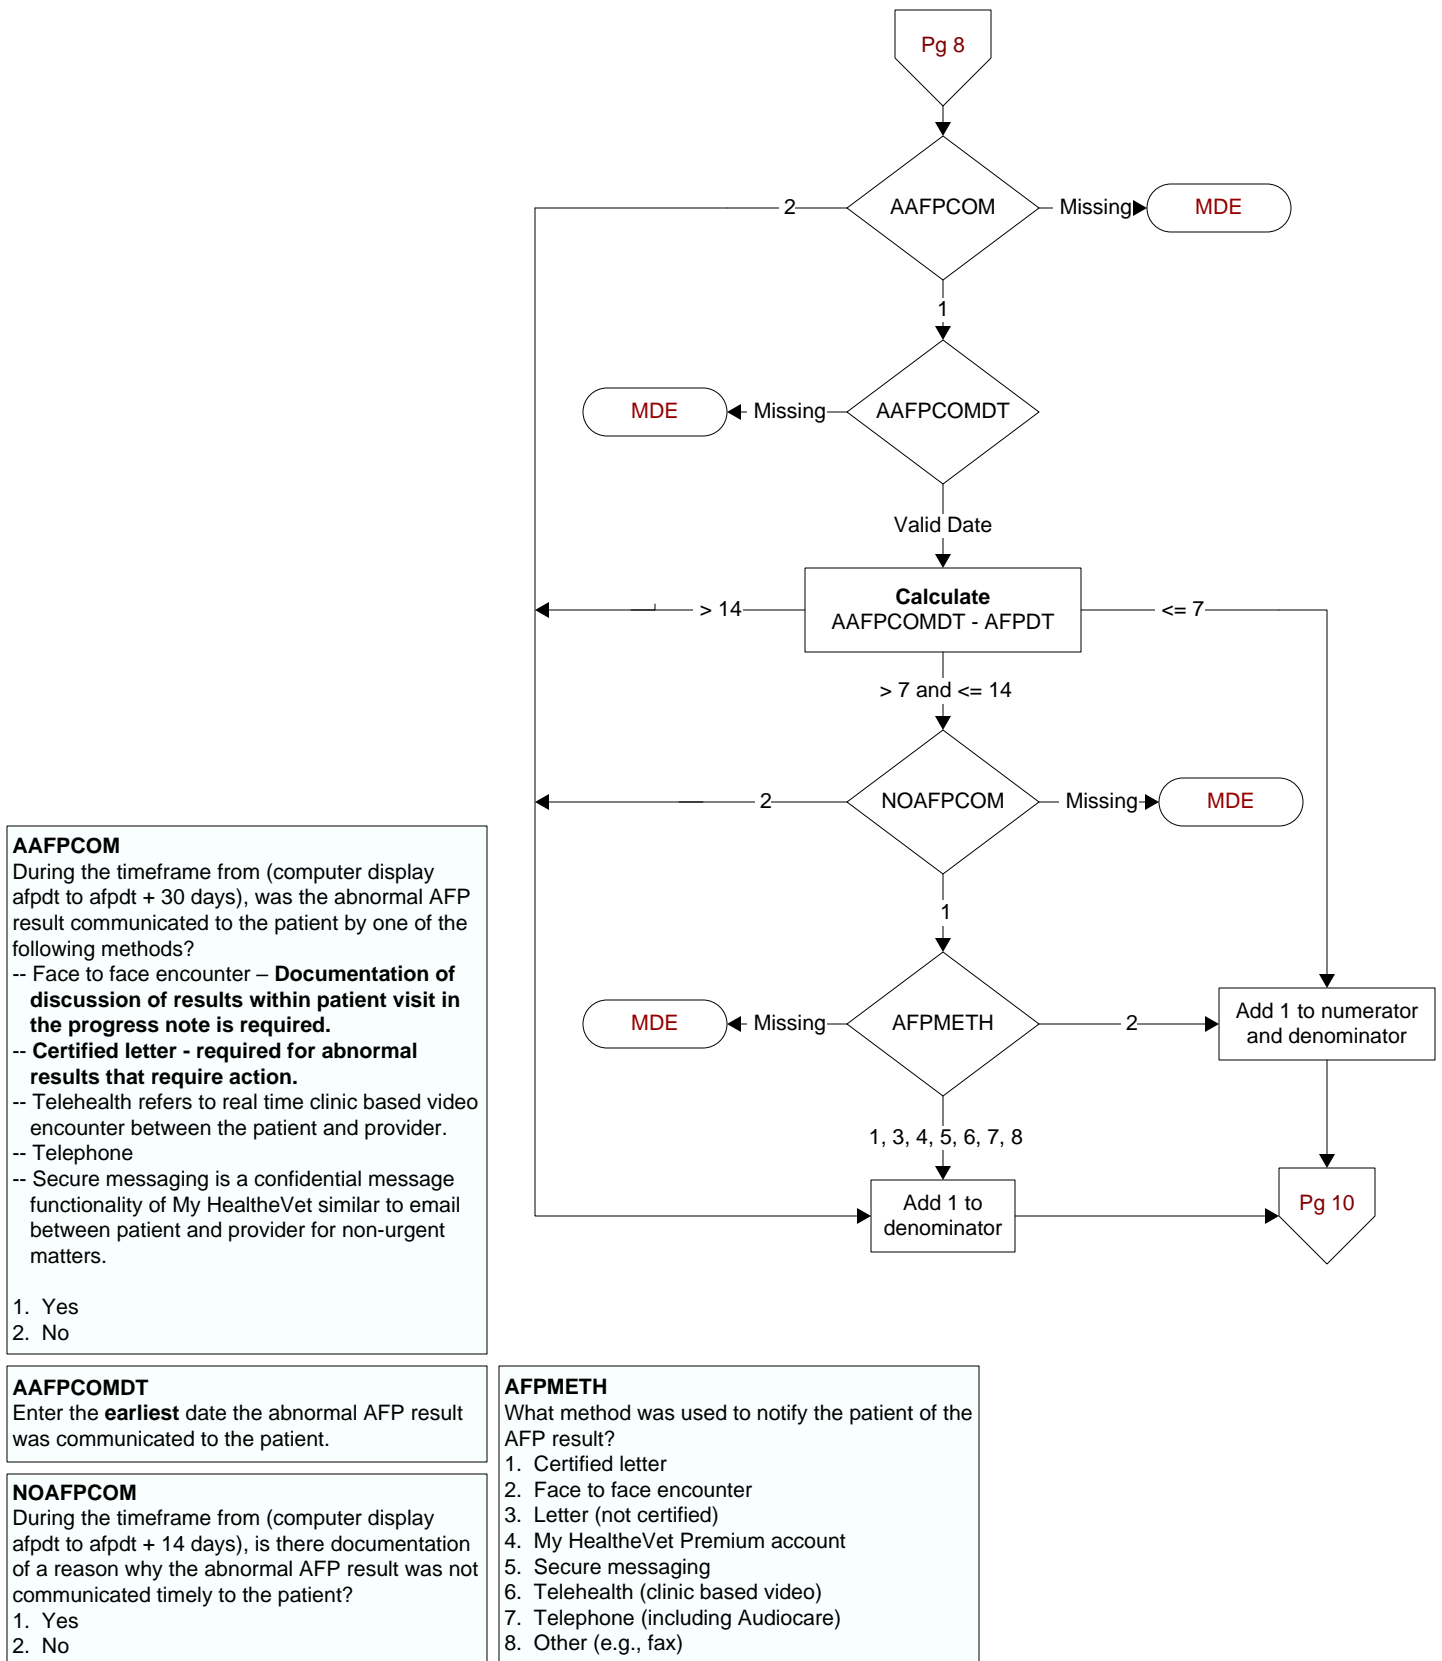 Pg 8
AAFPCOM
2
Missing
MDE
1
AAFPCOMDT
Missing
MDE
Valid Date
Calculate
AAFPCOMDT - AFPDT
> 14
<= 7
> 7 and <= 14
NOAFPCOM
2
Missing
MDE
1
AFPMETH
Missing
MDE
2
Add 1 to numerator
and denominator
1, 3, 4, 5, 6, 7, 8
Add 1 to
denominator
Pg 10
AAFPCOM
During the timeframe from (computer display
afpdt to afpdt + 30 days), was the abnormal AFP
result communicated to the patient by one of the
following methods?
-- Face to face encounter – Documentation of
discussion of results within patient visit in
the progress note is required.
-- Certified letter - required for abnormal
results that require action.
-- Telehealth refers to real time clinic based video
encounter between the patient and provider.
-- Telephone
-- Secure messaging is a confidential message
functionality of My HealtheVet similar to email
between patient and provider for non-urgent
matters.
1. Yes
2. No
AAFPCOMDT
Enter the earliest date the abnormal AFP result
was communicated to the patient.
NOAFPCOM
During the timeframe from (computer display
afpdt to afpdt + 14 days), is there documentation
of a reason why the abnormal AFP result was not
communicated timely to the patient?
1. Yes
2. No
AFPMETH
What method was used to notify the patient of the
AFP result?
1. Certified letter
2. Face to face encounter
3. Letter (not certified)
4. My HealtheVet Premium account
5. Secure messaging
6. Telehealth (clinic based video)
7. Telephone (including Audiocare)
8. Other (e.g., fax)